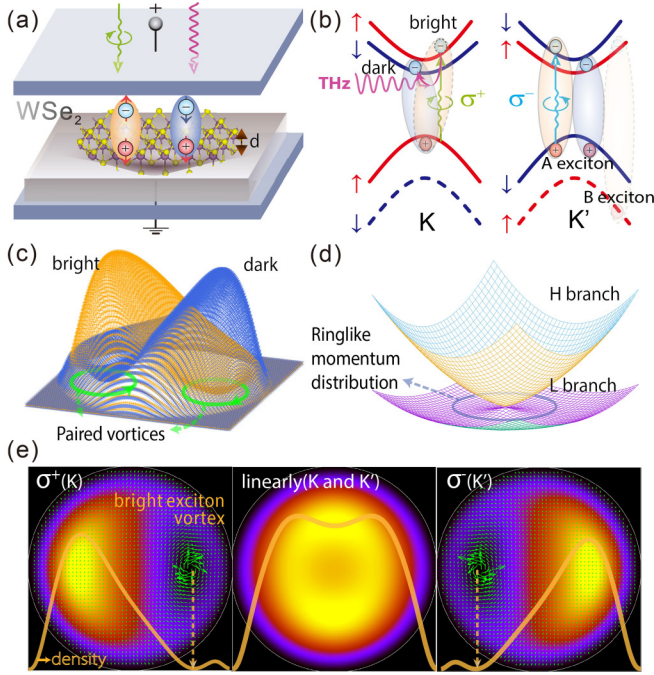 (a)
+
WSe₂
−
−
+
+
d
(b)
bright
↑
↓
dark
−
−
THz
σ⁺
+
↑
↓
K
↓
↑
−
−
σ⁻
+
+
A exciton
B exciton
↓
↑
K’
(c)
bright
dark
Paired vortices
(d)
H branch
Ringlike
momentum
distribution
L branch
(e)
σ⁺(K)
bright exciton
vortex
density
linearly(K and K’)
σ⁻(K’)